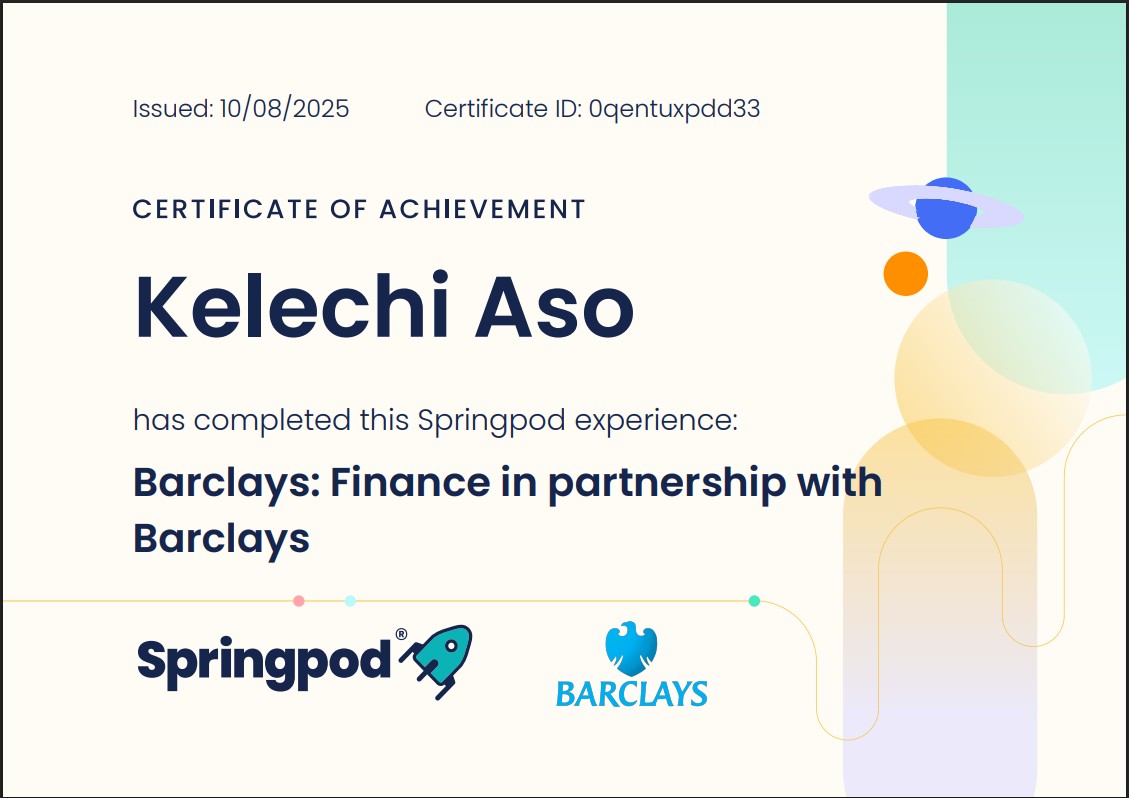 Issued: 10/08/2025 Certificate ID: 0qentuxpdd33
CERTIFICATE OF ACHIEVEMENT
Kelechi Aso
has completed this Springpod experience:
Barclays: Finance in partnership with
Barclays
Springpod® BARCLAYS